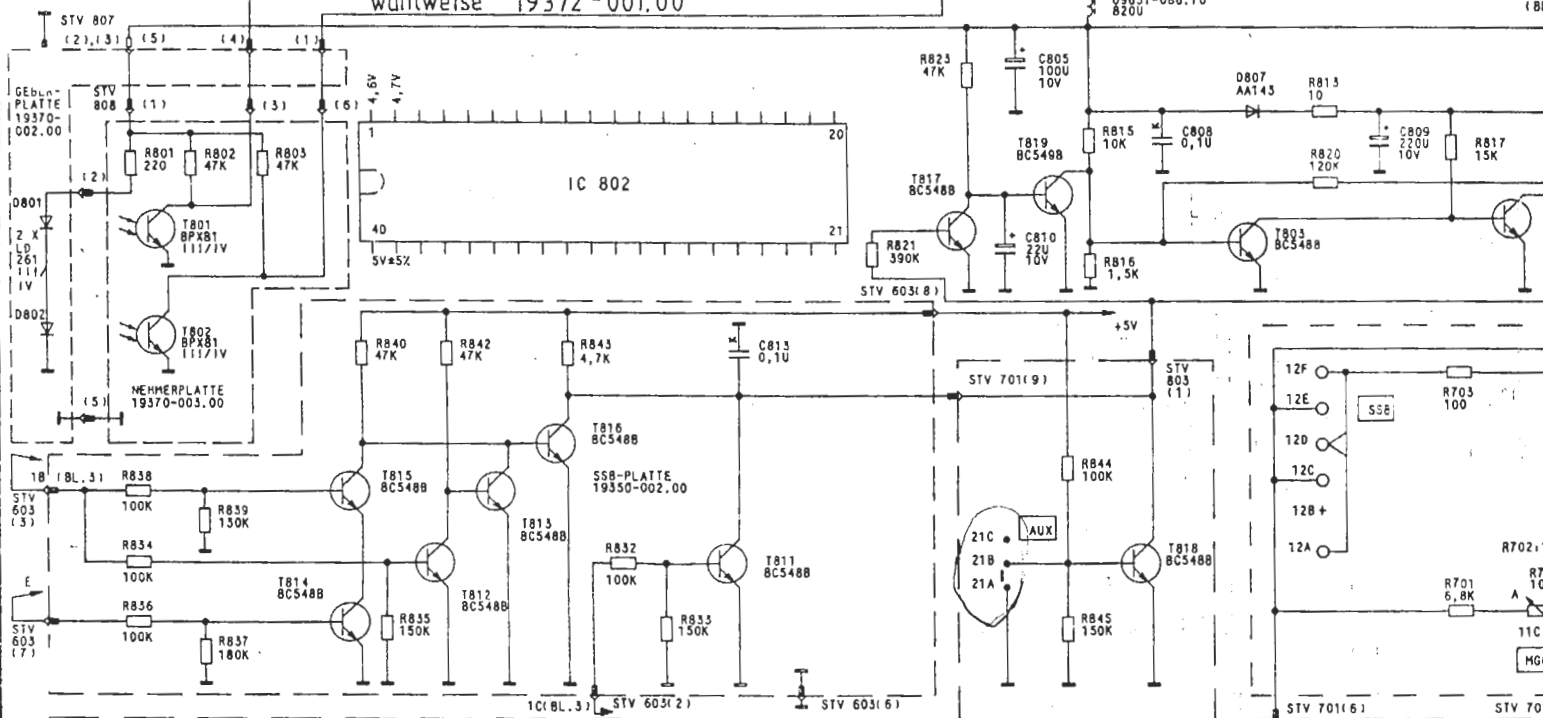 wahlweise 19372-001.00
820U
STV 807
(2),(3) (5) (4) (1)
PLATTE
19370-
002.00
STV
808
(1) (3) (6)
R801
220
R802
47K
R803
47K
(2)
D801
2 X
LD
261
III/
IV
D802
T801
BPX81
III/IV
T802
BPX81
III/IV
NEHMERPLATTE
19370-003.00
(5)
4,6V
4,7V
1
20
IC 802
40
21
5V±5%
R823
47K
C805
100U
10V
T819
BC549B
T817
BC548B
R821
390K
C810
22U
10V
R815
10K
R816
1,5K
C808
0,1U
D807
AA143
R813
10
R820
120K
C809
220U
10V
R817
15K
T803
BC548B
STV 603(8)
+5V
R840
47K
R842
47K
R843
4,7K
C813
0,1U
STV 701(9)
STV
803
(1)
T816
BC548B
SSB-PLATTE
19350-002.00
1B (BL.3)
STV
603
(3)
R838
100K
R839
130K
T815
BC548B
T813
BC548B
R834
100K
T812
BC548B
E
STV
603
(7)
R836
100K
R837
180K
T814
BC548B
R835
150K
R832
100K
R833
150K
T811
BC548B
1C(BL.3)
STV 603(2)
STV 603(6)
R844
100K
R845
150K
AUX
21C
21B
21A
T818
BC548B
12F
12E
12D
12C
12B+
12A
SSB
R703
100
R701
6,8K
A
11C
STV 701(6)